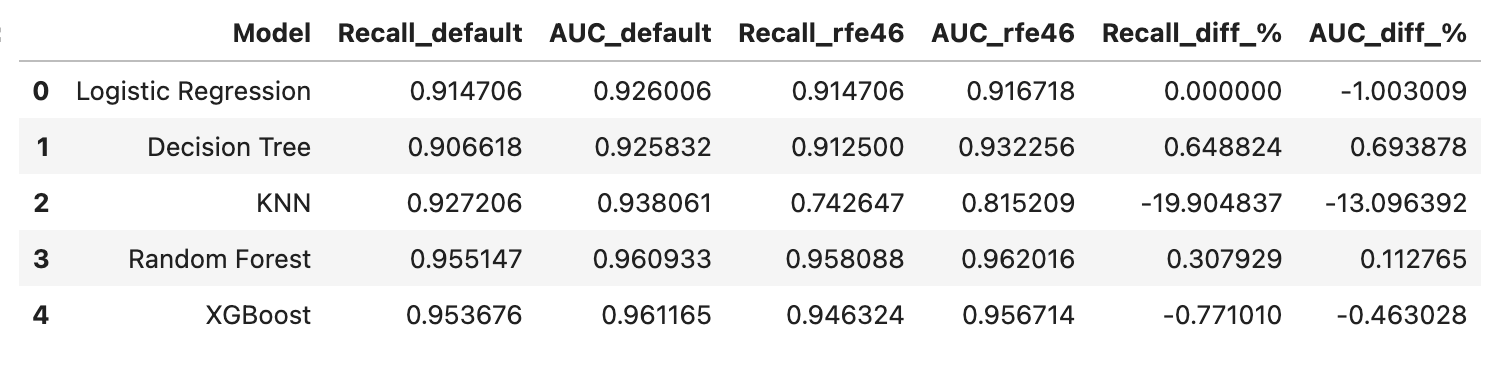 Model Recall_default AUC_default Recall_rfe46 AUC_rfe46 Recall_diff_% AUC_diff_%
0 Logistic Regression 0.914706 0.926006 0.914706 0.916718 0.000000 -1.003009
1 Decision Tree 0.906618 0.925832 0.912500 0.932256 0.648824 0.693878
2 KNN 0.927206 0.938061 0.742647 0.815209 -19.904837 -13.096392
3 Random Forest 0.955147 0.960933 0.958088 0.962016 0.307929 0.112765
4 XGBoost 0.953676 0.961165 0.946324 0.956714 -0.771010 -0.463028